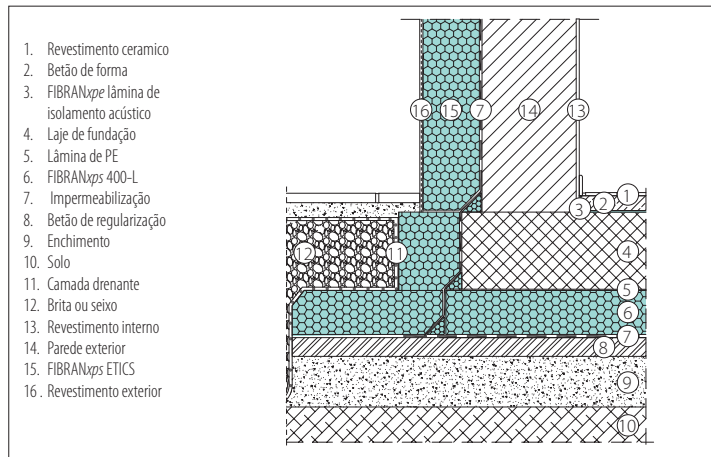 1. Revestimento ceramico
2. Betão de forma
3. FIBRANxpe lâmina de
isolamento acústico
4. Laje de fundação
5. Lâmina de PE
6. FIBRANxps 400-L
7. Impermeabilização
8. Betão de regularização
9. Enchimento
10. Solo
11. Camada drenante
12. Brita ou seixo
13. Revestimento interno
14. Parede exterior
15. FIBRANxps ETICS
16 . Revestimento exterior
16 15 7 14 13
1
2
3
12 11 4
5
6
7
8
9
10